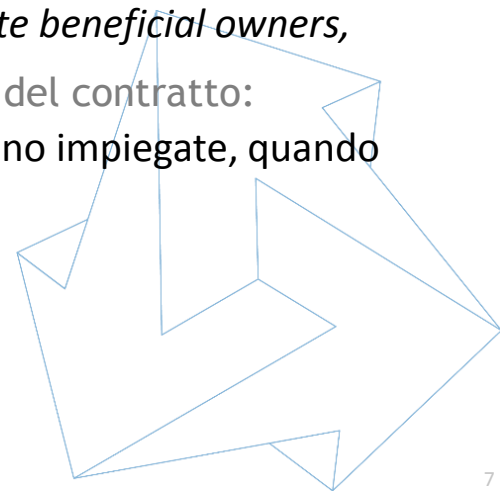 te beneficial owners,
del contratto:
no impiegate, quando
7